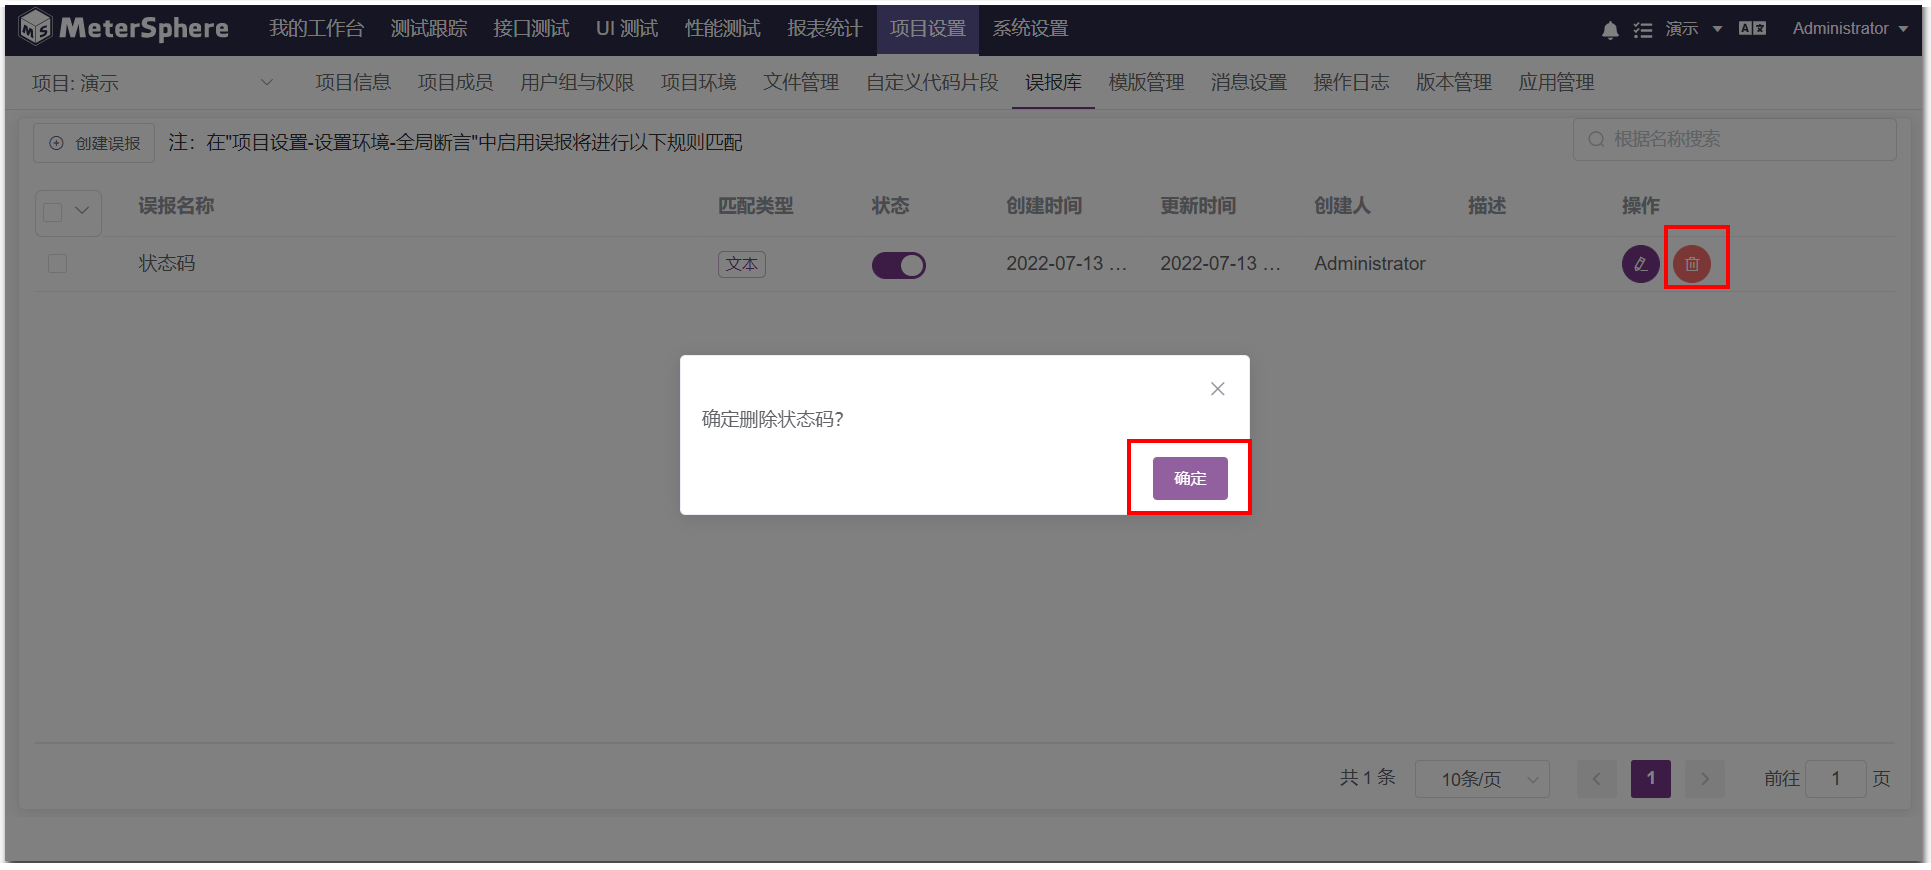 MeterSphere 我的工作台 测试跟踪 接口测试 UI 测试 性能测试 报表统计 项目设置 系统设置 演示 Administrator
项目: 演示 项目信息 项目成员 用户组与权限 项目环境 文件管理 自定义代码片段 误报库 模版管理 消息设置 操作日志 版本管理 应用管理
创建误报 注：在"项目设置-设置环境-全局断言"中启用误报将进行以下规则匹配 根据名称搜索
误报名称 匹配类型 状态 创建时间 更新时间 创建人 描述 操作
状态码 文本 2022-07-13 ... 2022-07-13 ... Administrator
确定删除状态码?
确定
共 1 条 10条/页 1 前往 1 页